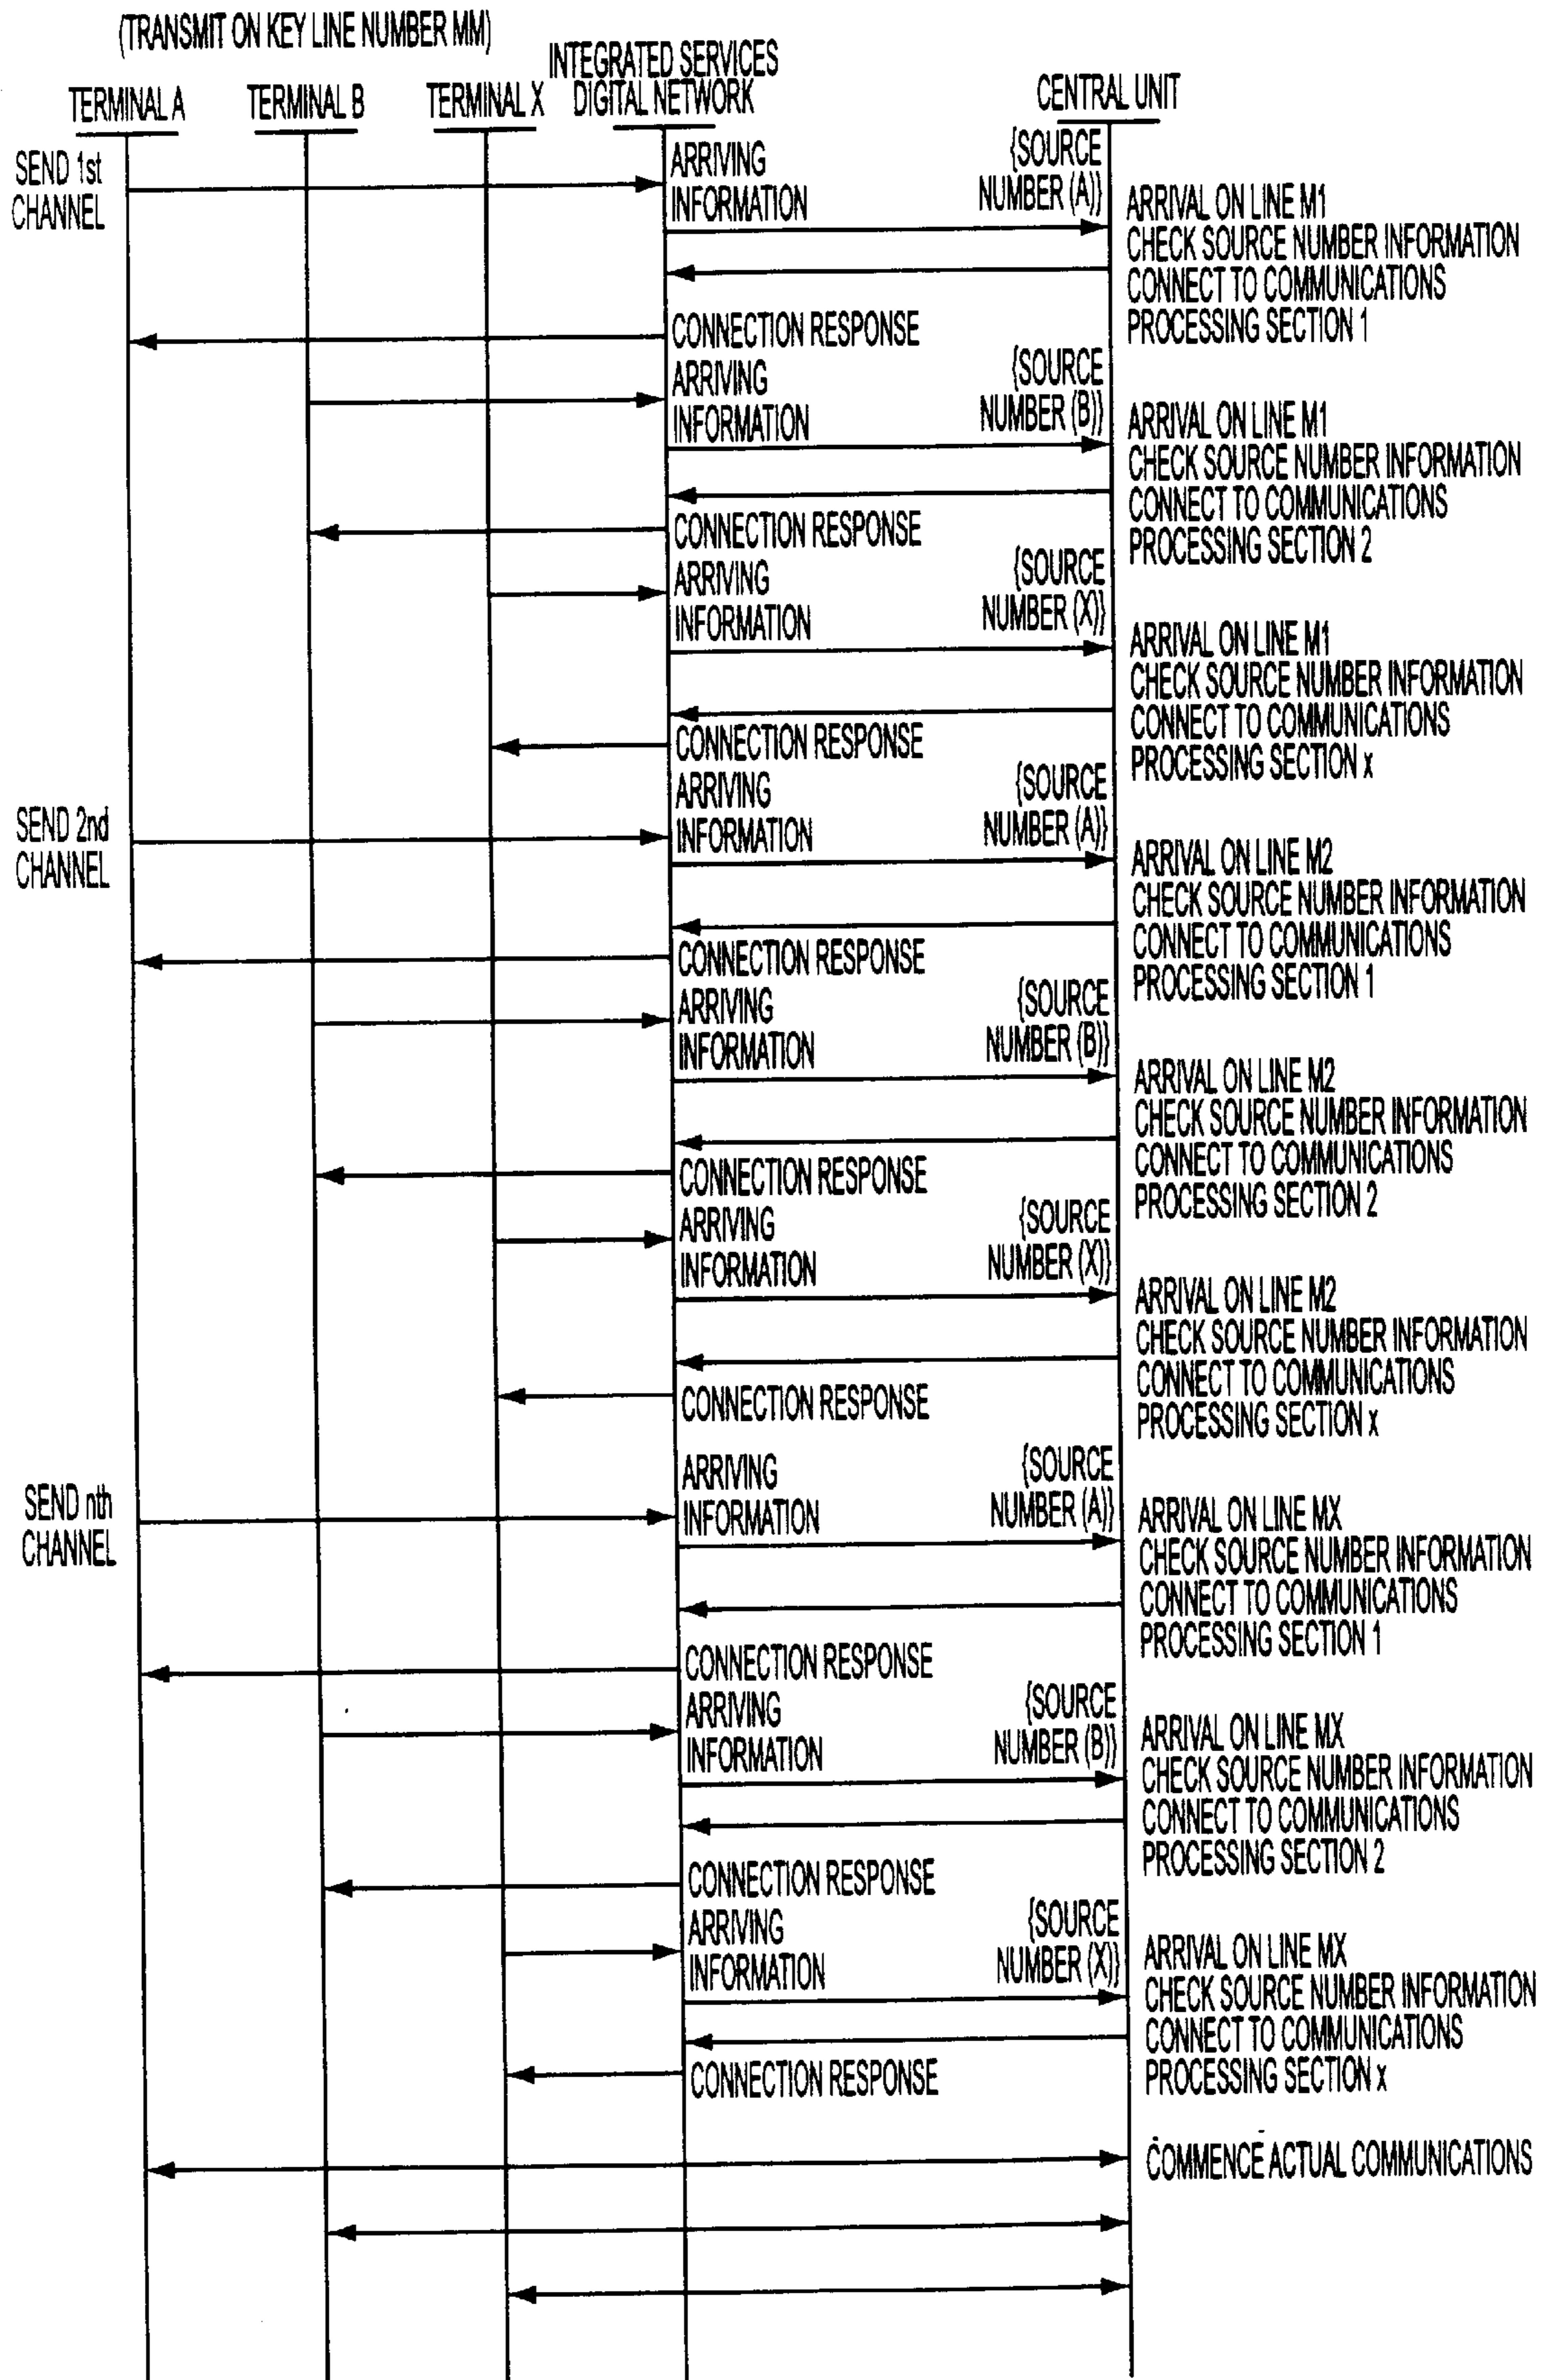 (TRANSMIT ON KEY LINE NUMBER MM)
TERMINAL A
TERMINAL B
TERMINAL X
INTEGRATED SERVICES
DIGITAL NETWORK
CENTRAL UNIT
SEND 1st
CHANNEL
ARRIVING
INFORMATION
{SOURCE
NUMBER (A)}
ARRIVAL ON LINE M1
CHECK SOURCE NUMBER INFORMATION
CONNECT TO COMMUNICATIONS
PROCESSING SECTION 1
CONNECTION RESPONSE
ARRIVING
INFORMATION
{SOURCE
NUMBER (B)}
ARRIVAL ON LINE M1
CHECK SOURCE NUMBER INFORMATION
CONNECT TO COMMUNICATIONS
PROCESSING SECTION 2
CONNECTION RESPONSE
ARRIVING
INFORMATION
{SOURCE
NUMBER (X)}
ARRIVAL ON LINE M1
CHECK SOURCE NUMBER INFORMATION
CONNECT TO COMMUNICATIONS
PROCESSING SECTION x
CONNECTION RESPONSE
SEND 2nd
CHANNEL
ARRIVING
INFORMATION
{SOURCE
NUMBER (A)}
ARRIVAL ON LINE M2
CHECK SOURCE NUMBER INFORMATION
CONNECT TO COMMUNICATIONS
PROCESSING SECTION 1
CONNECTION RESPONSE
ARRIVING
INFORMATION
{SOURCE
NUMBER (B)}
ARRIVAL ON LINE M2
CHECK SOURCE NUMBER INFORMATION
CONNECT TO COMMUNICATIONS
PROCESSING SECTION 2
CONNECTION RESPONSE
ARRIVING
INFORMATION
{SOURCE
NUMBER (X)}
ARRIVAL ON LINE M2
CHECK SOURCE NUMBER INFORMATION
CONNECT TO COMMUNICATIONS
PROCESSING SECTION x
CONNECTION RESPONSE
SEND nth
CHANNEL
ARRIVING
INFORMATION
{SOURCE
NUMBER (A)}
ARRIVAL ON LINE MX
CHECK SOURCE NUMBER INFORMATION
CONNECT TO COMMUNICATIONS
PROCESSING SECTION 1
CONNECTION RESPONSE
ARRIVING
INFORMATION
{SOURCE
NUMBER (B)}
ARRIVAL ON LINE MX
CHECK SOURCE NUMBER INFORMATION
CONNECT TO COMMUNICATIONS
PROCESSING SECTION 2
CONNECTION RESPONSE
ARRIVING
INFORMATION
{SOURCE
NUMBER (X)}
ARRIVAL ON LINE MX
CHECK SOURCE NUMBER INFORMATION
CONNECT TO COMMUNICATIONS
PROCESSING SECTION x
CONNECTION RESPONSE
COMMENCE ACTUAL COMMUNICATIONS